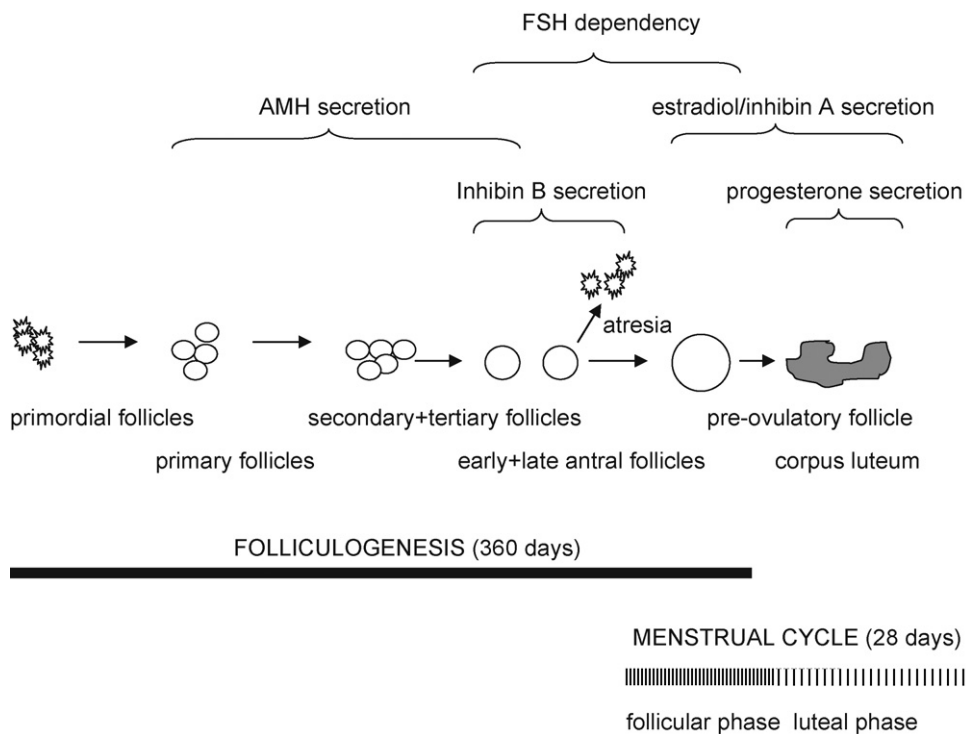 FSH dependency
AMH secretion
estradiol/inhibin A secretion
Inhibin B secretion
progesterone secretion
atresia
primordial follicles
secondary+tertiary follicles
pre-ovulatory follicle
primary follicles
early+late antral follicles
corpus luteum
FOLLICULOGENESIS (360 days)
MENSTRUAL CYCLE (28 days)
follicular phase
luteal phase